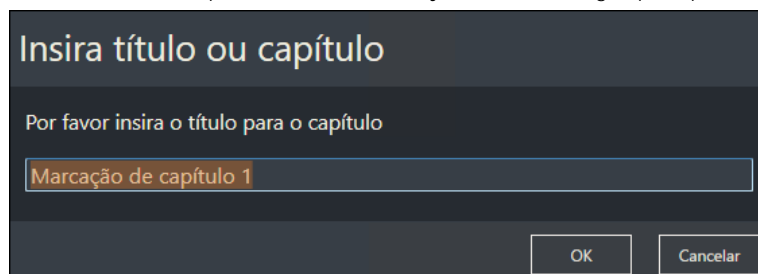 Insira título ou capítulo
Por favor insira o título para o capítulo
Marcação de capítulo 1
OK Cancelar